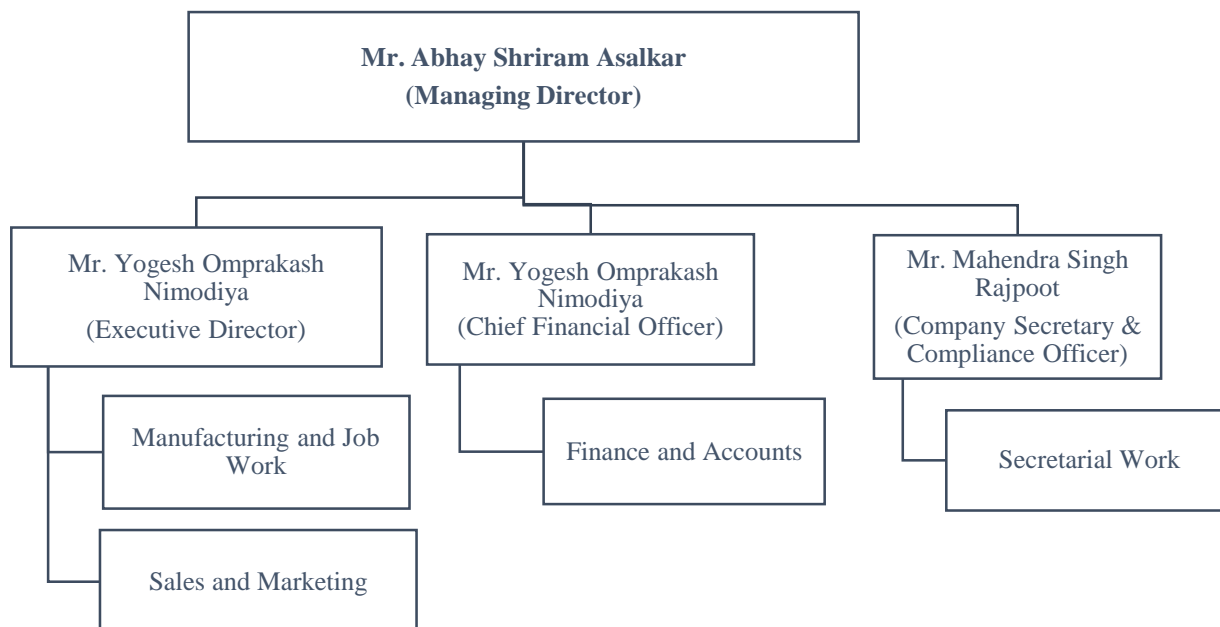 Mr. Abhay Shriram Asalkar
(Managing Director)
Mr. Yogesh Omprakash
Nimodiya
(Executive Director)
Manufacturing and Job
Work
Sales and Marketing
Mr. Yogesh Omprakash
Nimodiya
(Chief Financial Officer)
Finance and Accounts
Mr. Mahendra Singh
Rajpoot
(Company Secretary &
Compliance Officer)
Secretarial Work